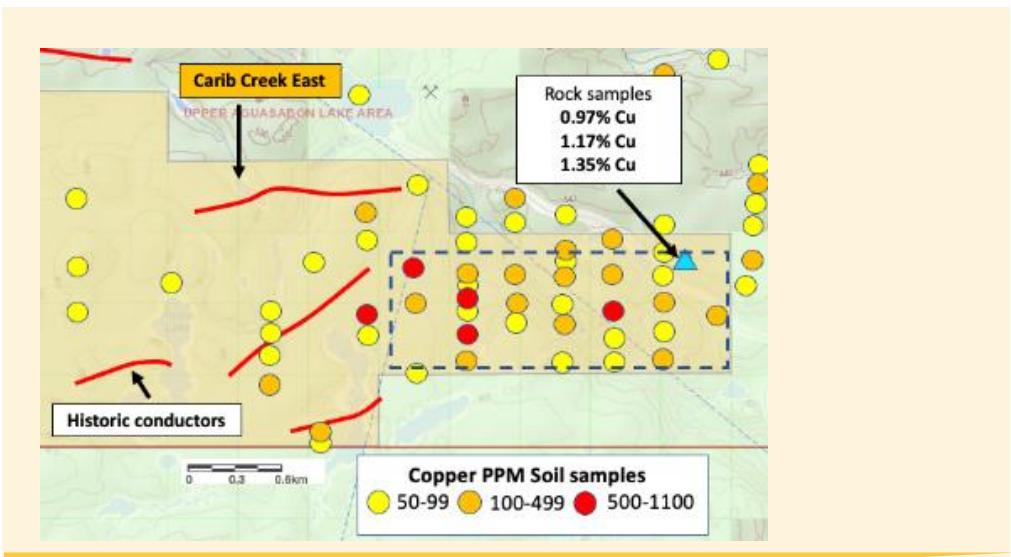 Carib Creek East
UPPER AGUASABON LAKE AREA
Rock samples
0.97% Cu
1.17% Cu
1.35% Cu
Historic conductors
0 0.3 0.6km
Copper PPM Soil samples
50-99 100-499 500-1100